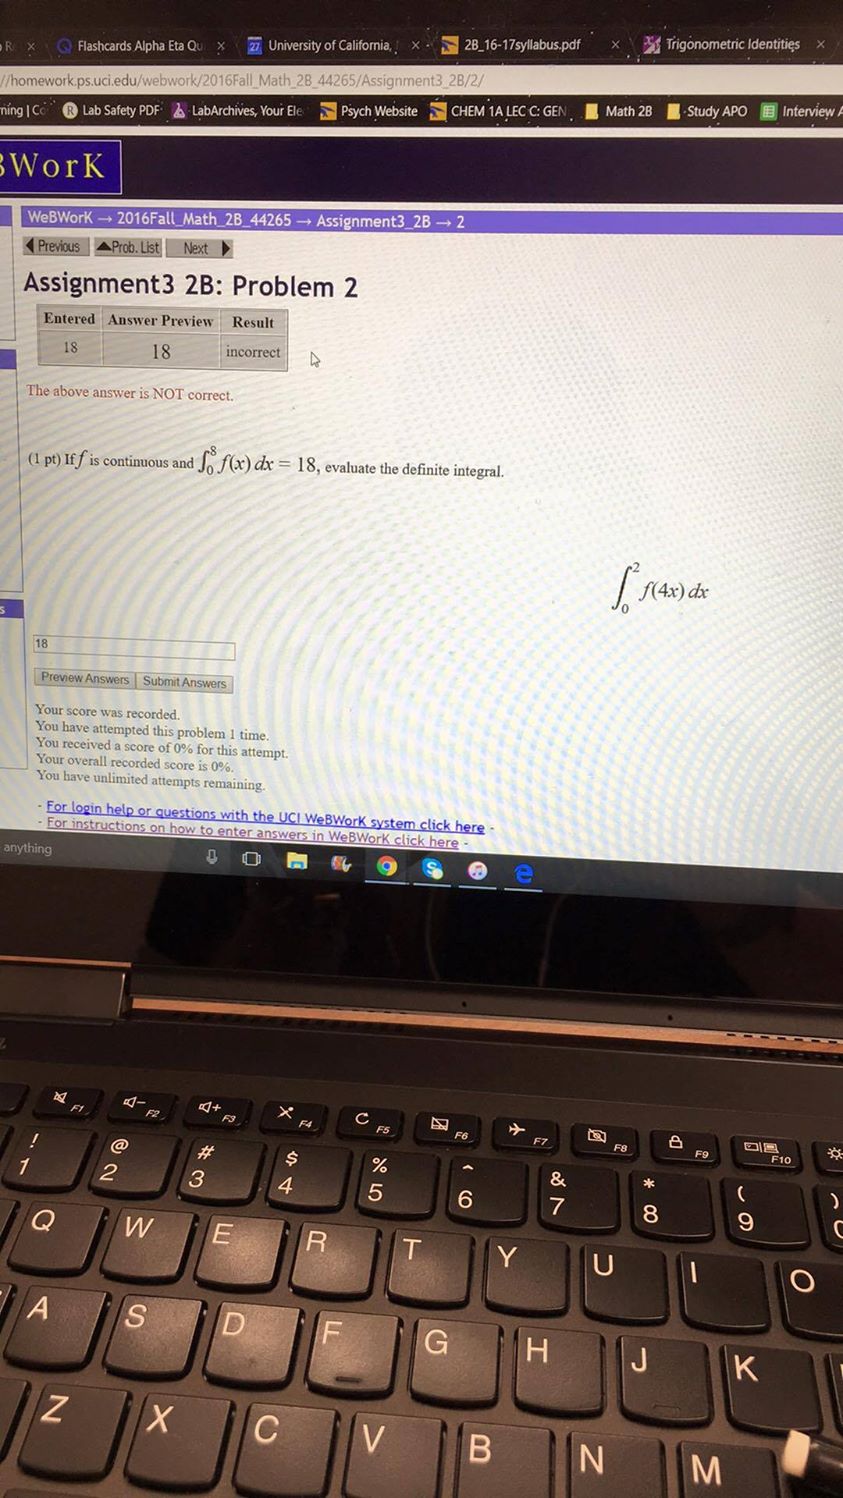 Flashcards Alpha Eta Qu × 27 University of California, × 2B_16-17syllabus.pdf × Trigonometric Identities ×
//homework.ps.uci.edu/webwork/2016Fall_Math_2B_44265/Assignment3_2B/2/
R Lab Safety PDF LabArchives, Your Ele Psych Website CHEM 1A LEC C: GEN Math 2B Study APO Interview A
BWorK
WeBWorK → 2016Fall_Math_2B_44265 → Assignment3_2B → 2
Previous Prob. List Next
Assignment3 2B: Problem 2
Entered Answer Preview Result
18 18 incorrect
The above answer is NOT correct.
(1 pt) If f is continuous and ∫₀⁸ f(x) dx = 18, evaluate the definite integral.
∫₀² f(4x) dx
18
Preview Answers Submit Answers
Your score was recorded.
You have attempted this problem 1 time.
You received a score of 0% for this attempt.
Your overall recorded score is 0%.
You have unlimited attempts remaining.
- For login help or questions with the UCI WeBWorK system click here -
- For instructions on how to enter answers in WeBWorK click here -
anything
F1 F2 F3 F4 F5 F6 F7 F8 F9 F10
! @ # $ % ^ & * ( )
1 2 3 4 5 6 7 8 9
Q W E R T Y U I O
A S D F G H J K
Z X C V B N M